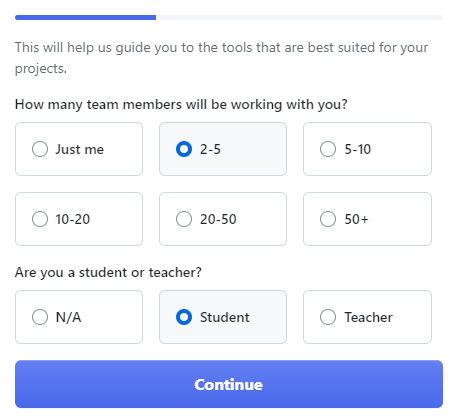 This will help us guide you to the tools that are best suited for your
projects.
How many team members will be working with you?
Just me
2-5
5-10
10-20
20-50
50+
Are you a student or teacher?
N/A
Student
Teacher
Continue